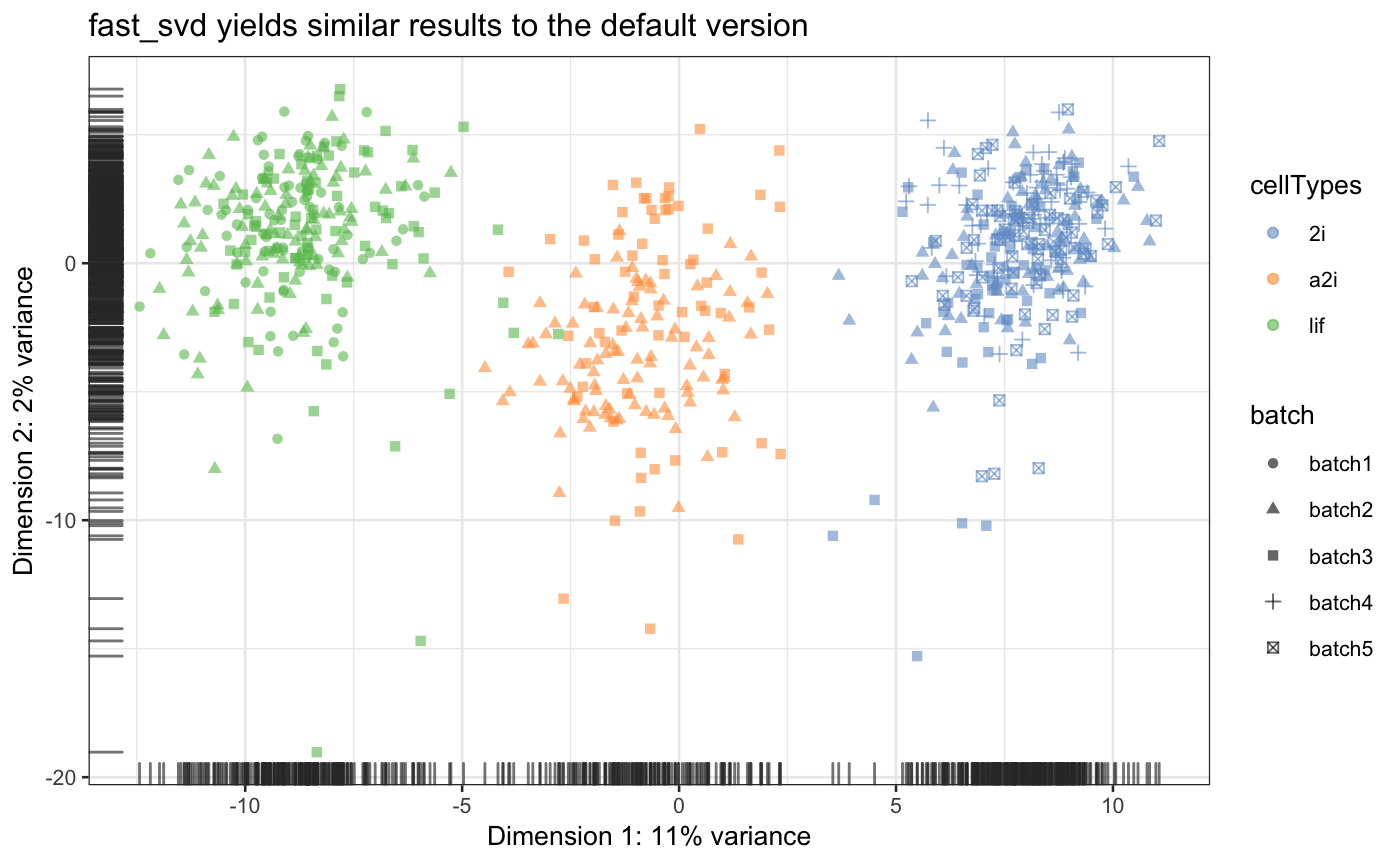 fast_svd yields similar results to the default version
Dimension 2: 2% variance
0
-10
-20
-10
-5
0
5
10
Dimension 1: 11% variance
cellTypes
2i
a2i
lif
batch
batch1
batch2
batch3
batch4
batch5